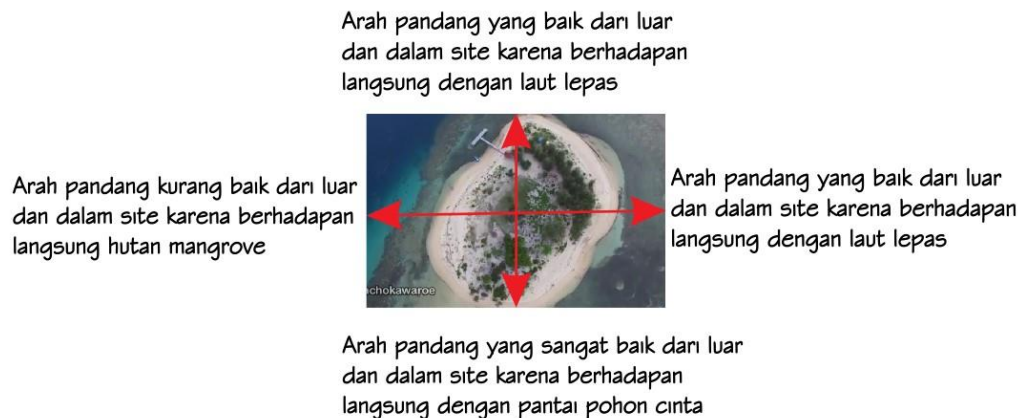 Arah pandang yang baik dari luar
dan dalam site karena berhadapan
langsung dengan laut lepas
Arah pandang kurang baik dari luar
dan dalam site karena berhadapan
langsung hutan mangrove
Arah pandang yang baik dari luar
dan dalam site karena berhadapan
langsung dengan laut lepas
chokawaroe
Arah pandang yang sangat baik dari luar
dan dalam site karena berhadapan
langsung dengan pantai pohon cinta